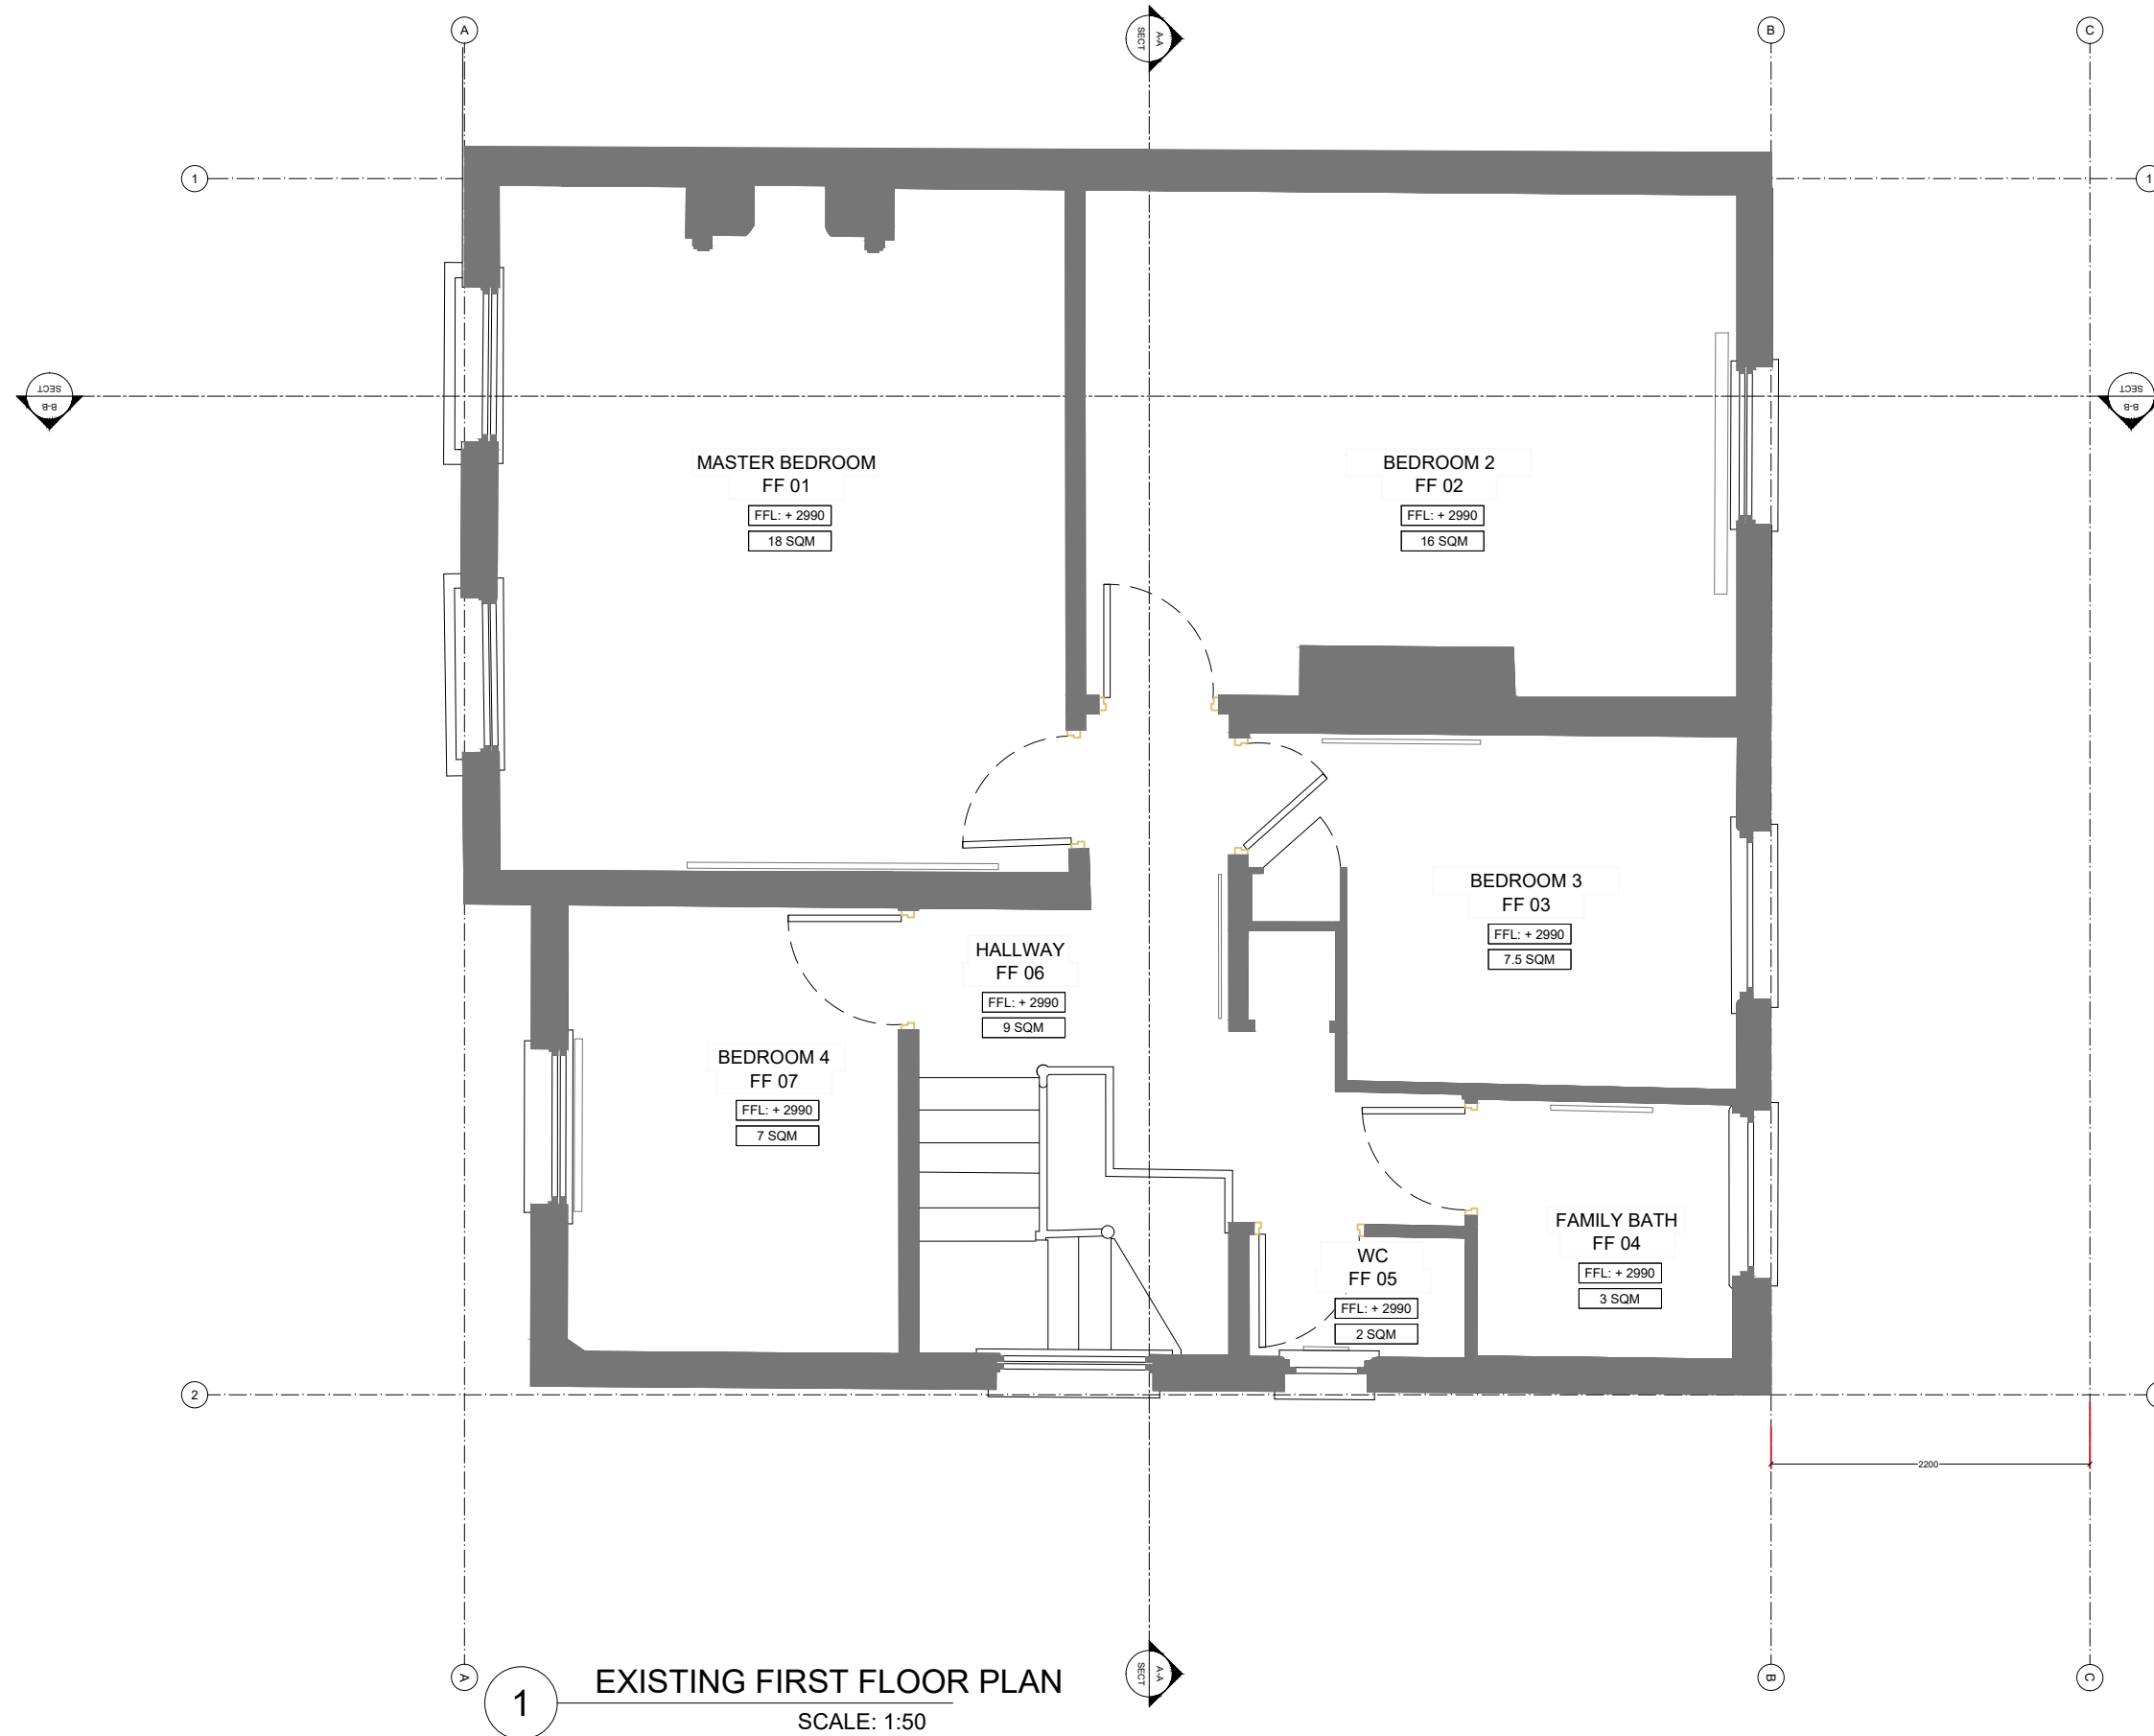 A
SECT A-A
B
C
1
1
SECT
B-B
SECT
B-B
MASTER BEDROOM
FF 01
FFL: + 2990
18 SQM
BEDROOM 2
FF 02
FFL: + 2990
16 SQM
BEDROOM 3
FF 03
FFL: + 2990
7.5 SQM
HALLWAY
FF 06
FFL: + 2990
9 SQM
BEDROOM 4
FF 07
FFL: + 2990
7 SQM
FAMILY BATH
FF 04
FFL: + 2990
3 SQM
WC
FF 05
FFL: + 2990
2 SQM
2
2200
A
SECT A-A
B
C
1
EXISTING FIRST FLOOR PLAN
SCALE: 1:50